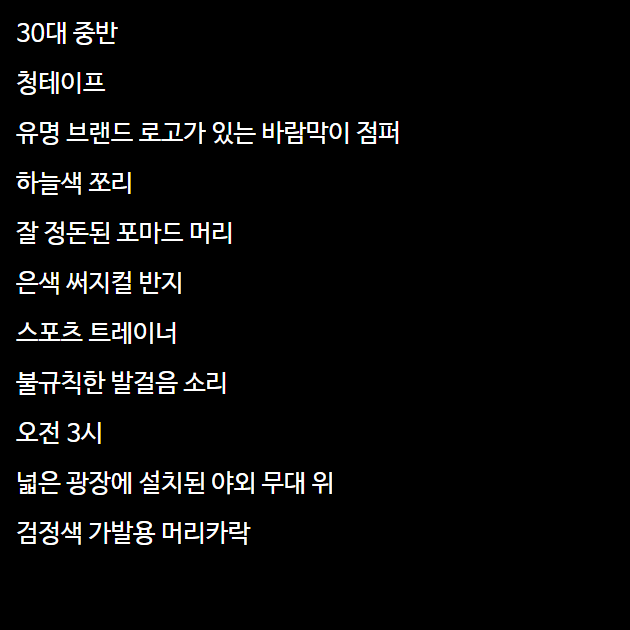 30대 중반
청테이프
유명 브랜드 로고가 있는 바람막이 점퍼
하늘색 쪼리
잘 정돈된 포마드 머리
은색 써지컬 반지
스포츠 트레이너
불규칙한 발걸음 소리
오전 3시
넓은 광장에 설치된 야외 무대 위
검정색 가발용 머리카락